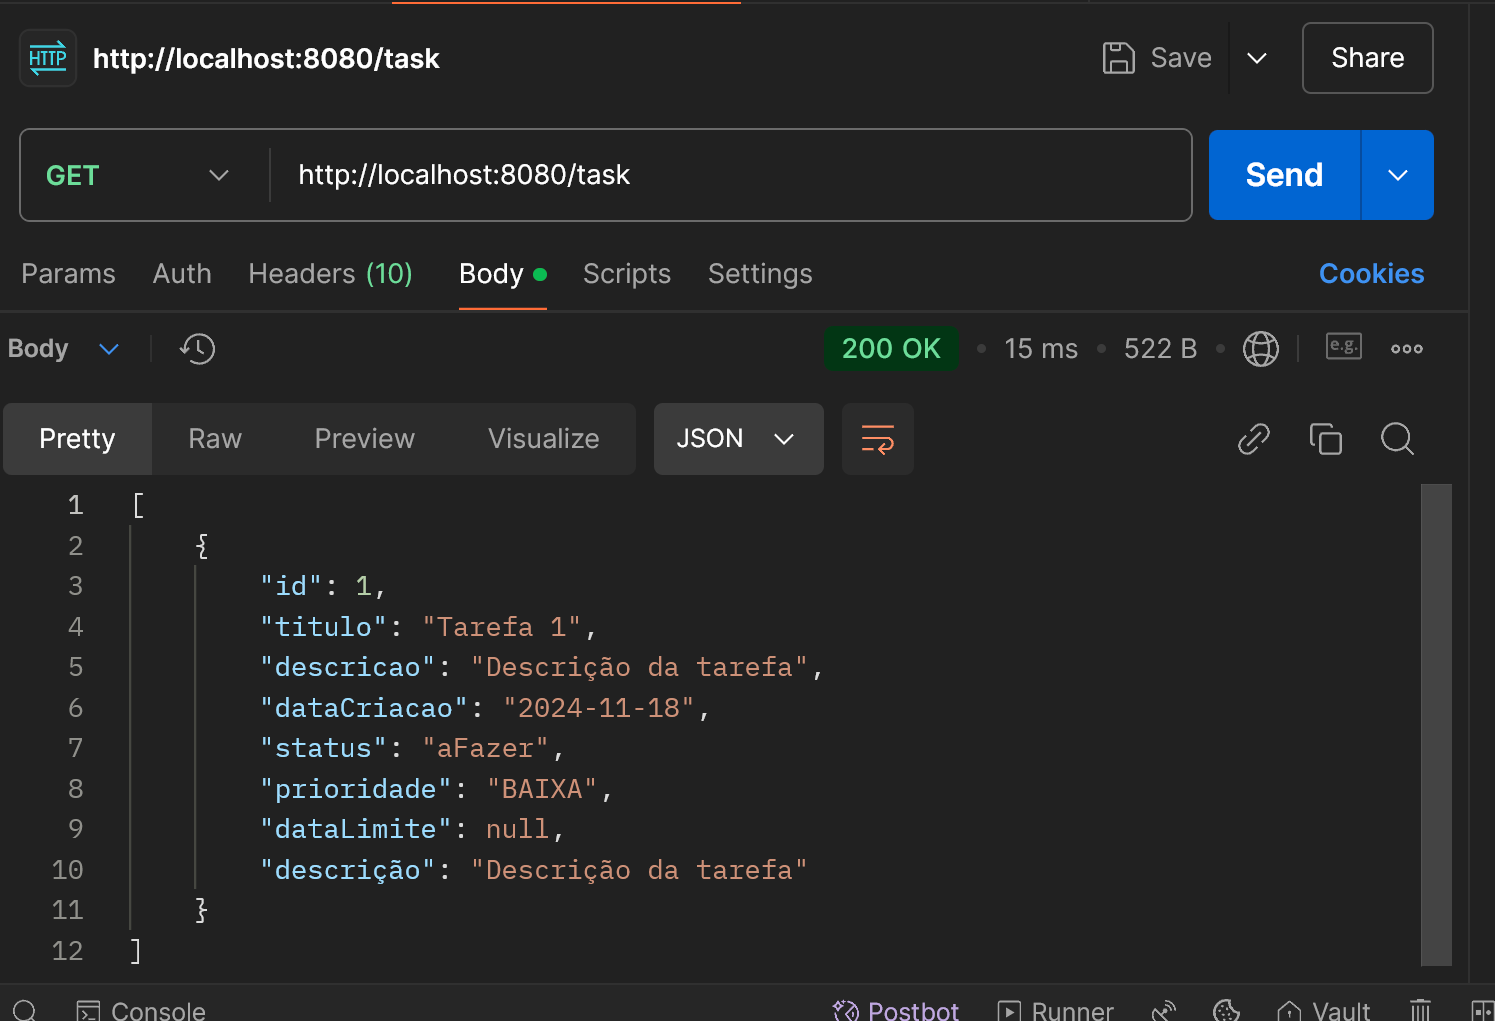 HTTP http://localhost:8080/task Save Share
GET http://localhost:8080/task Send
Params Auth Headers (10) Body Scripts Settings Cookies
Body 200 OK 15 ms 522 B e.g.
Pretty Raw Preview Visualize JSON
1 [
2 {
3 "id": 1,
4 "titulo": "Tarefa 1",
5 "descricao": "Descrição da tarefa",
6 "dataCriacao": "2024-11-18",
7 "status": "aFazer",
8 "prioridade": "BAIXA",
9 "dataLimite": null,
10 "descrição": "Descrição da tarefa"
11 }
12 ]
Console Postbot Runner Vault